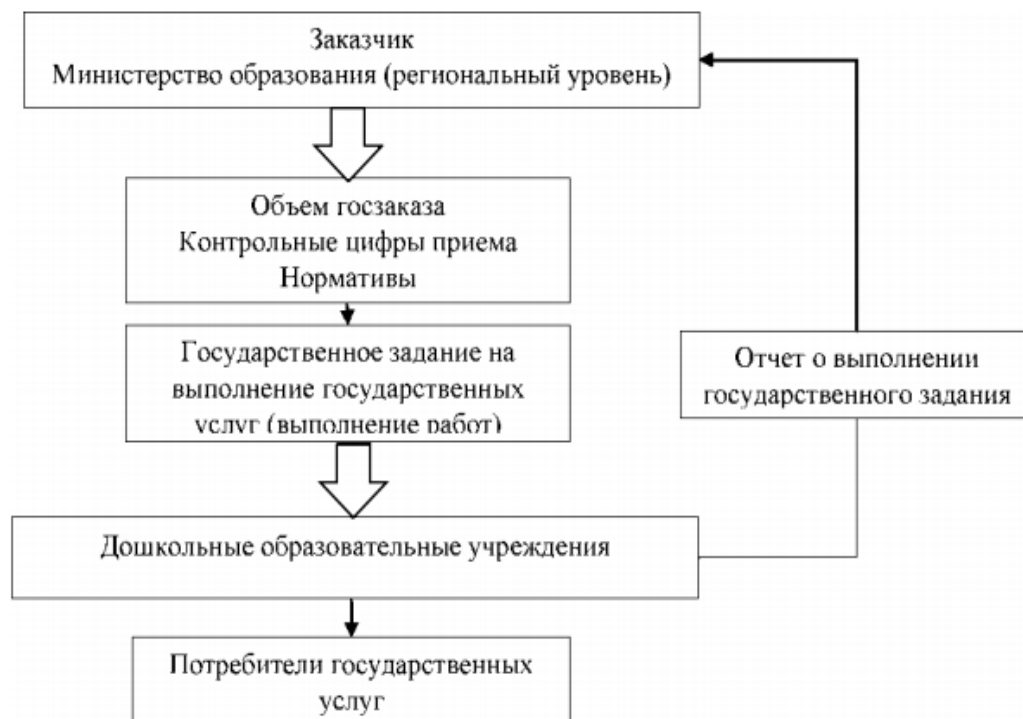 Заказчик
Министерство образования (региональный уровень)
Объем госзаказа
Контрольные цифры приема
Нормативы
Государственное задание на
выполнение государственных
услуг (выполнение работ)
Отчет о выполнении
государственного задания
Дошкольные образовательные учреждения
Потребители государственных
услуг